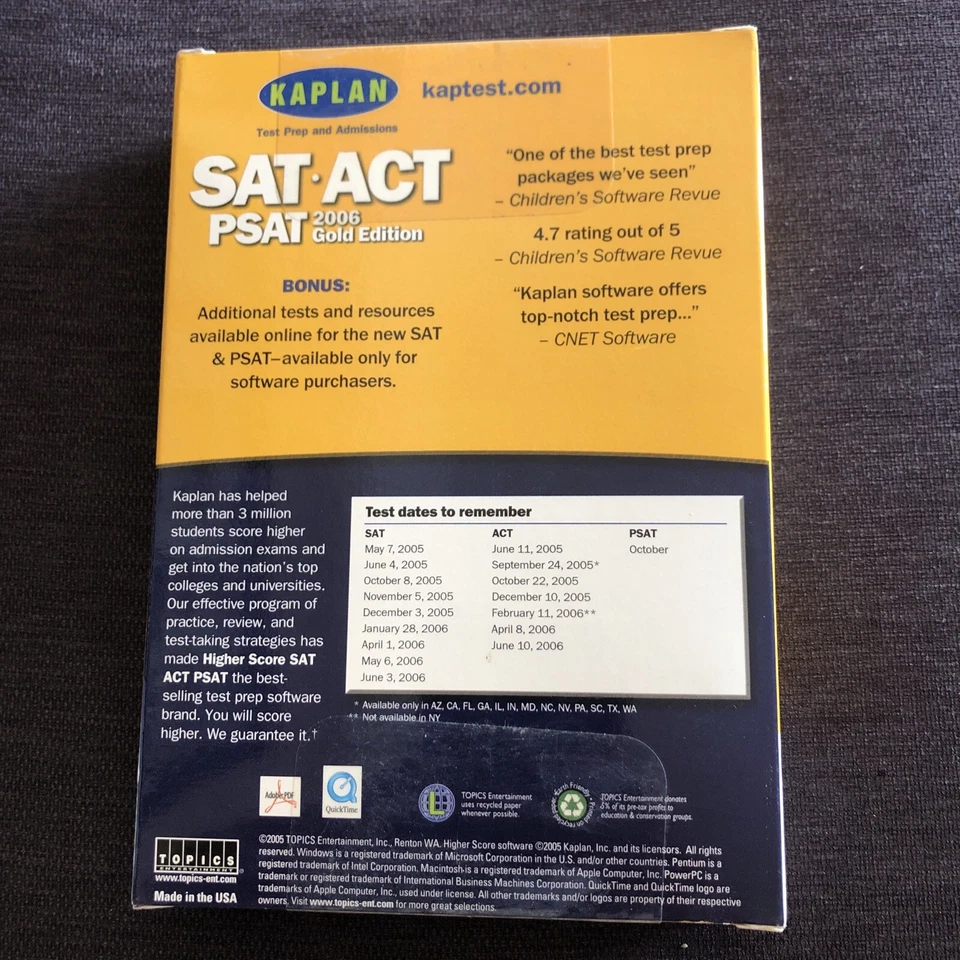 KAPLAN
kaptest.com
Test Prep and Admissions
SAT·ACT
PSAT 2006
Gold Edition
"One of the best test prep
packages we've seen"
– Children's Software Revue
4.7 rating out of 5
– Children's Software Revue
"Kaplan software offers
top-notch test prep..."
– CNET Software
BONUS:
Additional tests and resources
available online for the new SAT
& PSAT–available only for
software purchasers.
Kaplan has helped
more than 3 million
students score higher
on admission exams and
get into the nation's top
colleges and universities.
Our effective program of
practice, review, and
test-taking strategies has
made Higher Score SAT
ACT PSAT the best-
selling test prep software
brand. You will score
higher. We guarantee it.†
Test dates to remember
SAT ACT PSAT
May 7, 2005 June 11, 2005 October
June 4, 2005 September 24, 2005*
October 8, 2005 October 22, 2005
November 5, 2005 December 10, 2005
December 3, 2005 February 11, 2006**
January 28, 2006 April 8, 2006
April 1, 2006 June 10, 2006
May 6, 2006
June 3, 2006
* Available only in AZ, CA, FL, GA, IL, IN, MD, NC, NV, PA, SC, TX, WA
** Not available in NY
Adobe PDF
QuickTime
TOPICS Entertainment
uses recycled paper
whenever possible.
Earth Friendly
TOPICS Entertainment donates
5% of its pre-tax profits to
education & conservation groups.
TOPICS
ENTERTAINMENT
www.topics-ent.com
Made in the USA
©2005 TOPICS Entertainment, Inc., Renton WA. Higher Score software ©2005 Kaplan, Inc. and its licensors. All rights
reserved. Windows is a registered trademark of Microsoft Corporation in the U.S. and/or other countries. Pentium is a
registered trademark of Intel Corporation. Macintosh is a registered trademark of Apple Computer, Inc. PowerPC is a
trademark or registered trademark of International Business Machines Corporation. QuickTime and QuickTime logo are
trademarks of Apple Computer, Inc., used under license. All other trademarks and/or logos are property of their respective
owners. Visit www.topics-ent.com for more great selections.